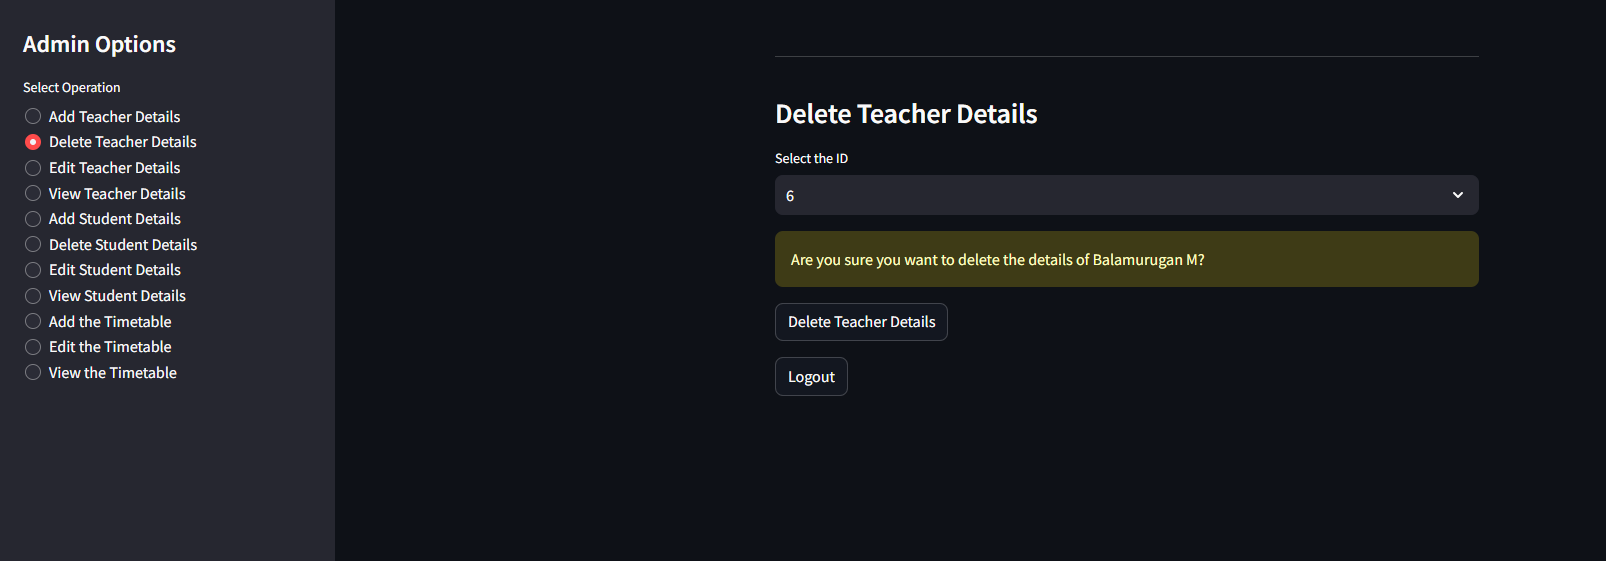 Admin Options
Select Operation
Add Teacher Details
Delete Teacher Details
Edit Teacher Details
View Teacher Details
Add Student Details
Delete Student Details
Edit Student Details
View Student Details
Add the Timetable
Edit the Timetable
View the Timetable
Delete Teacher Details
Select the ID
6
Are you sure you want to delete the details of Balamurugan M?
Delete Teacher Details
Logout